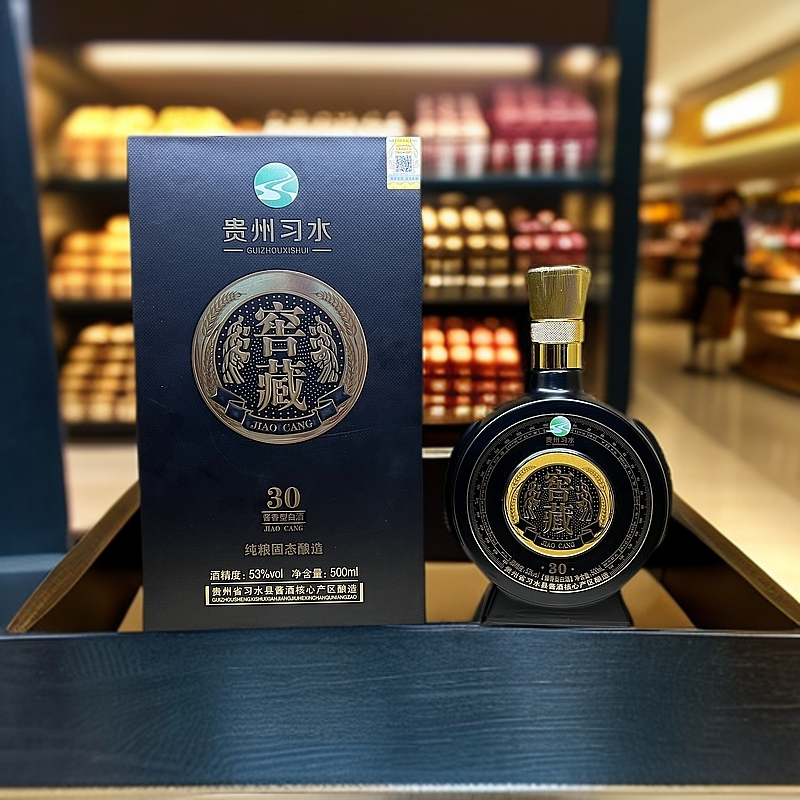 贵州习水
GUIZHOUXISHUI
窖藏
JIAO CANG
30
酱香型白酒
JIAO CANG
纯粮固态酿造
酒精度：53%vol 净含量：500ml
贵州省习水县酱酒核心产区酿造
贵州习水
窖藏
JIAO CANG
30